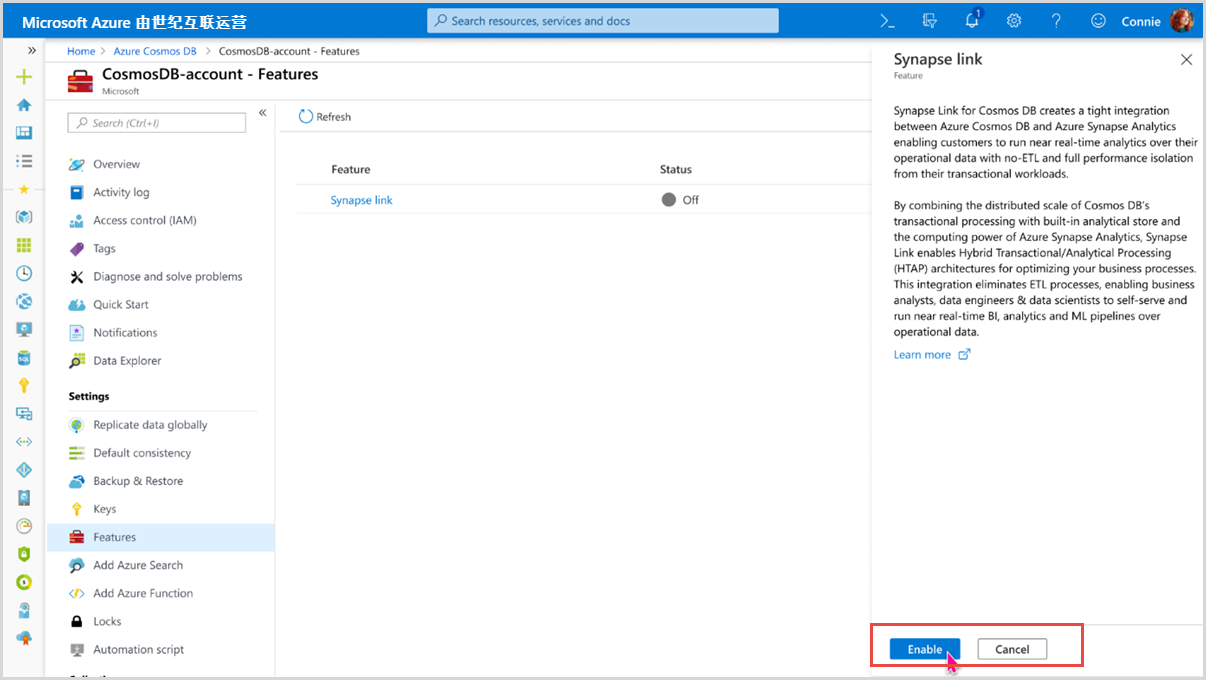 Microsoft Azure 由世纪互联运营
Search resources, services and docs
1
Connie
Home > Azure Cosmos DB > CosmosDB-account - Features
CosmosDB-account - Features
Microsoft
Search (Ctrl+I)
Overview
Activity log
Access control (IAM)
Tags
Diagnose and solve problems
Quick Start
Notifications
Data Explorer
Settings
Replicate data globally
Default consistency
Backup & Restore
Keys
Features
Add Azure Search
Add Azure Function
Locks
Automation script
Refresh
Feature Status
Synapse link Off
Synapse link
Feature
Synapse Link for Cosmos DB creates a tight integration
between Azure Cosmos DB and Azure Synapse Analytics
enabling customers to run near real-time analytics over their
operational data with no-ETL and full performance isolation
from their transactional workloads.
By combining the distributed scale of Cosmos DB's
transactional processing with built-in analytical store and
the computing power of Azure Synapse Analytics, Synapse
Link enables Hybrid Transactional/Analytical Processing
(HTAP) architectures for optimizing your business processes.
This integration eliminates ETL processes, enabling business
analysts, data engineers & data scientists to self-serve and
run near real-time BI, analytics and ML pipelines over
operational data.
Learn more
Enable Cancel